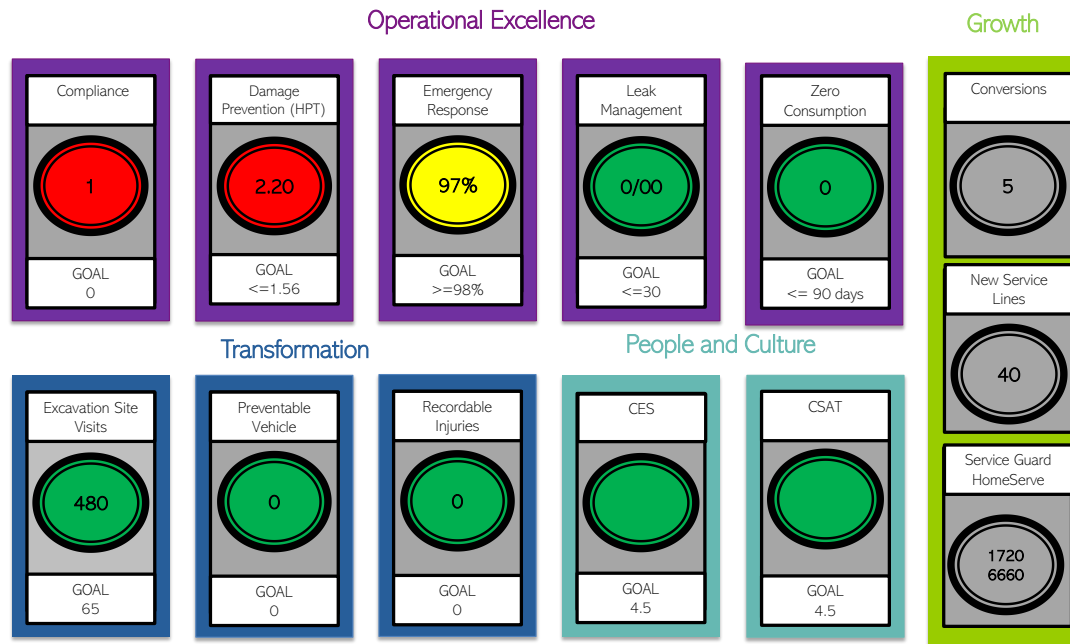 Operational Excellence
Growth
Compliance
1
GOAL
0
Damage
Prevention (HPT)
2.20
GOAL
<=1.56
Emergency
Response
97%
GOAL
>=98%
Leak
Management
0/00
GOAL
<=30
Zero
Consumption
0
GOAL
<= 90 days
Conversions
5
New Service
Lines
40
Service Guard
HomeServe
1720
6660
Transformation
People and Culture
Excavation Site
Visits
480
GOAL
65
Preventable
Vehicle
0
GOAL
0
Recordable
Injuries
0
GOAL
0
CES
GOAL
4.5
CSAT
GOAL
4.5